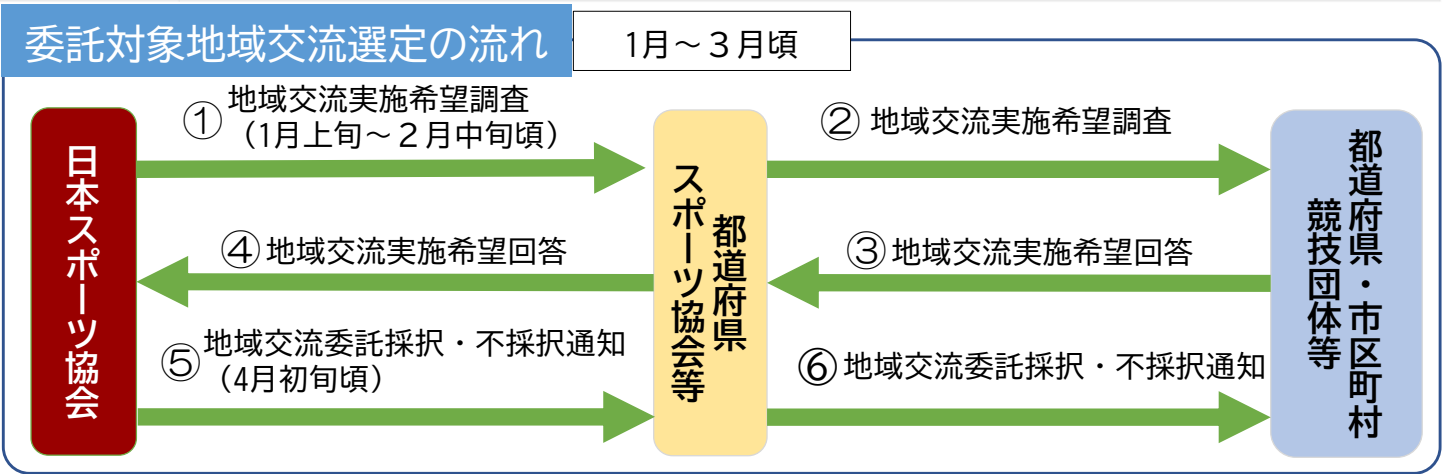 委託対象地域交流選定の流れ
1月~3月頃
日本スポーツ協会
①地域交流実施希望調査
(1月上旬~2月中旬頃)
都道府県
スポーツ協会等
②地域交流実施希望調査
都道府県・市区町村
競技団体等
④地域交流実施希望回答
③地域交流実施希望回答
⑤地域交流委託採択・不採択通知
(4月初旬頃)
⑥地域交流委託採択・不採択通知